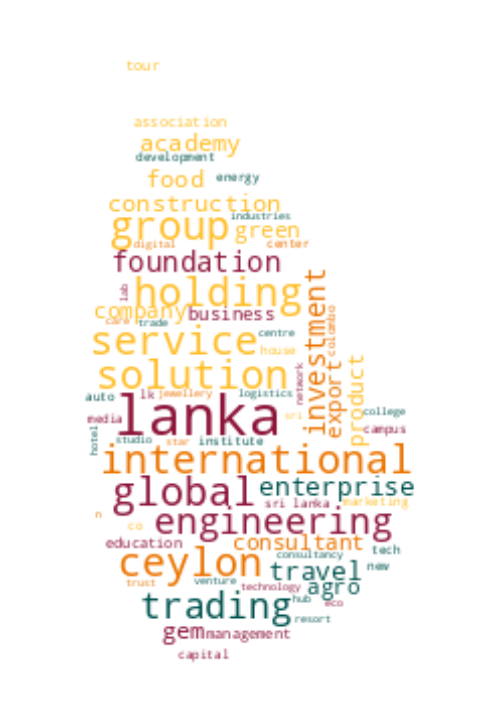 tour
association
academy
development
food energy
construction
group industries
green
digital center
foundation
lab holding investment
company business colombo
care trade
service centre
house
solution export product network
auto lk jewellery logistics
lanka sri college
media campus
hotel studio star institute
international
global enterprise
sri lanka marketing
n co engineering
education consultant
ceylon consultancy tech
travel new
trust venture technology agro
trading hub eco
resort
gem management
capital